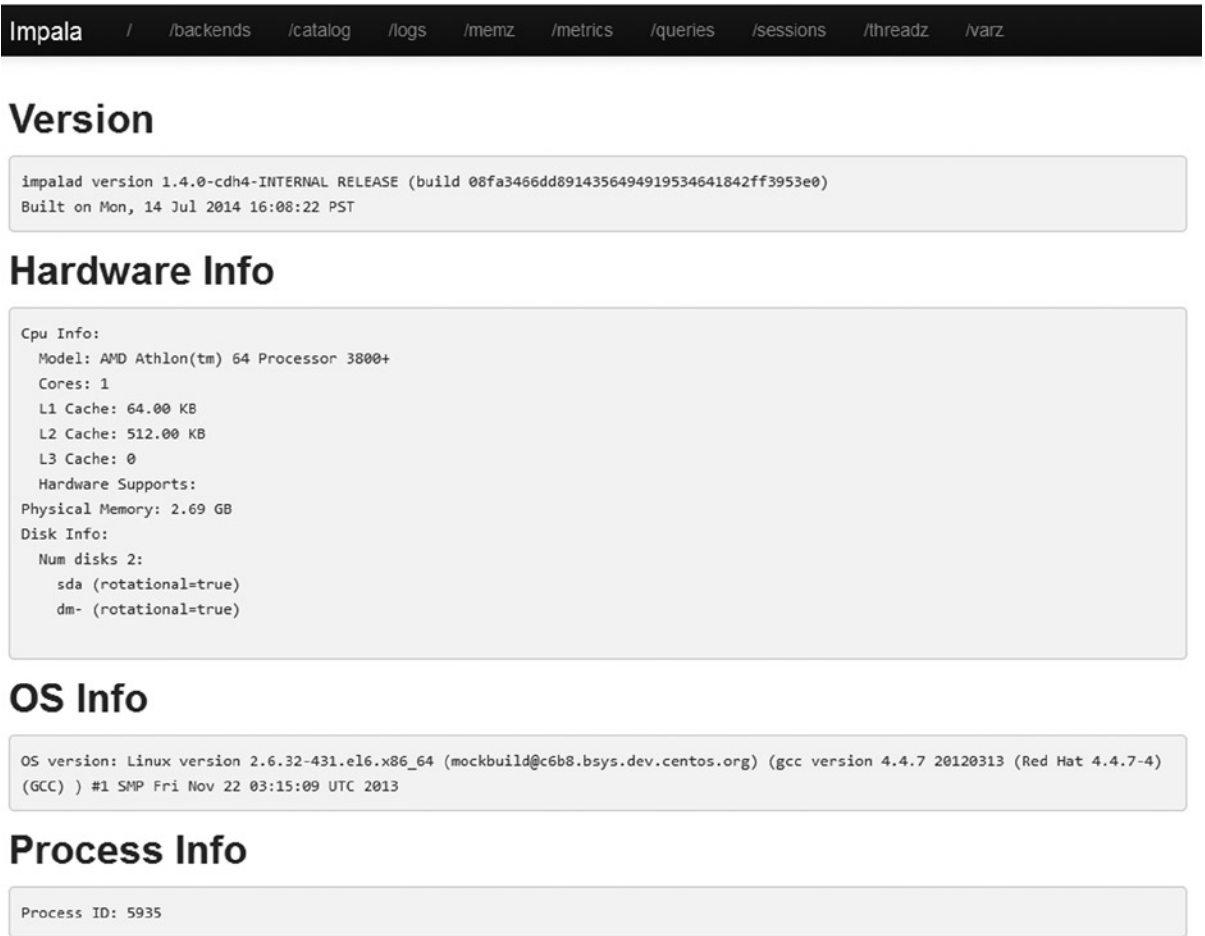 Impala / /backends /catalog /logs /memz /metrics /queries /sessions /threadz /varz
Version
impalad version 1.4.0-cdh4-INTERNAL RELEASE (build 08fa3466dd8914356494919534641842ff3953e0)
Built on Mon, 14 Jul 2014 16:08:22 PST
Hardware Info
Cpu Info:
Model: AMD Athlon(tm) 64 Processor 3800+
Cores: 1
L1 Cache: 64.00 KB
L2 Cache: 512.00 KB
L3 Cache: 0
Hardware Supports:
Physical Memory: 2.69 GB
Disk Info:
Num disks 2:
sda (rotational=true)
dm- (rotational=true)
OS Info
OS version: Linux version 2.6.32-431.el6.x86_64 (mockbuild@c6b8.bsys.dev.centos.org) (gcc version 4.4.7 20120313 (Red Hat 4.4.7-4)
(GCC) ) #1 SMP Fri Nov 22 03:15:09 UTC 2013
Process Info
Process ID: 5935